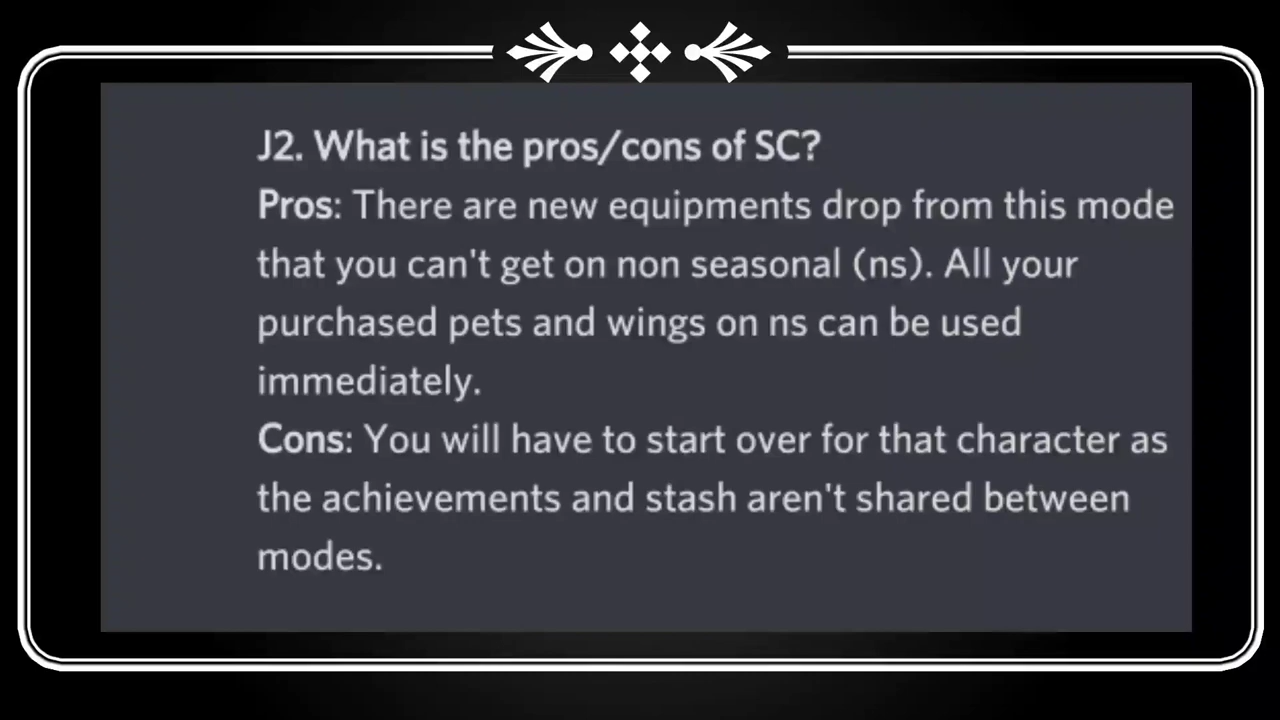 J2. What is the pros/cons of SC?
Pros: There are new equipments drop from this mode
that you can't get on non seasonal (ns). All your
purchased pets and wings on ns can be used
immediately.
Cons: You will have to start over for that character as
the achievements and stash aren't shared between
modes.